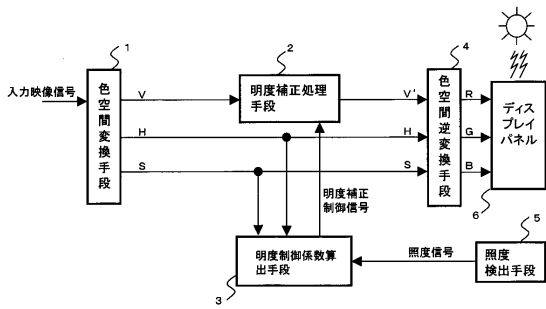 1
2
4
入力映像信号
色空間変換手段
V
明度補正処理
手段
V'
色空間逆変換手段
R
G
B
ディス
プレイ
パネル
H
H
S
S
明度補正
制御信号
6
5
明度制御係数算
出手段
照度信号
照度
検出手段
3